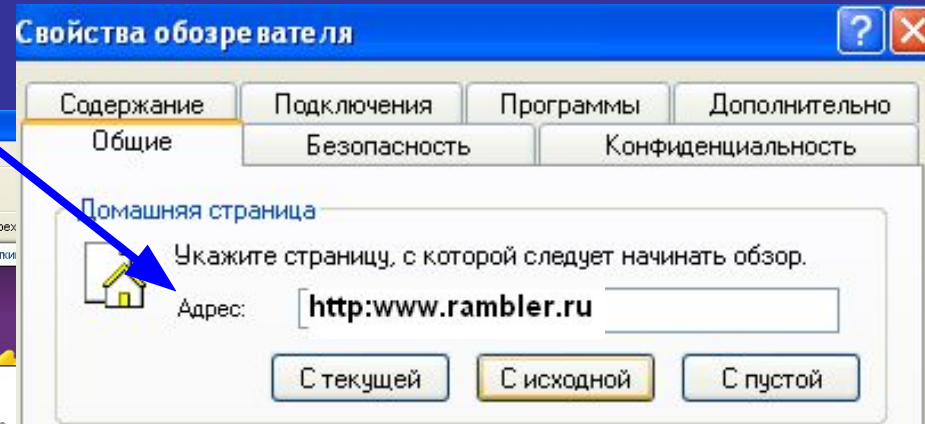 Свойства обозревателя
Содержание Подключения Программы Дополнительно
Общие Безопасность Конфиденциальность
Домашняя страница
Укажите страницу, с которой следует начинать обзор.
Адрес: http:www.rambler.ru
С текущей С исходной С пустой